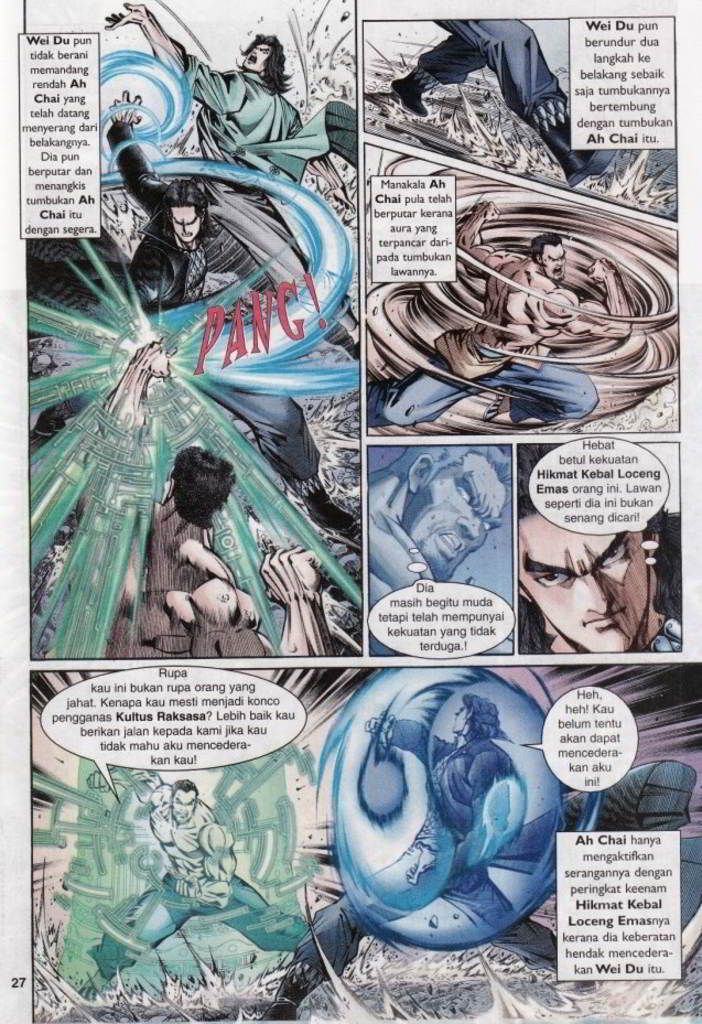 Wei Du pun
tidak berani
memandang
rendah Ah
Chai yang
telah datang
menyerang dari
belakangnya.
Dia pun
berputar dan
menangkis
tumbukan Ah
Chai itu
dengan segera.
PANG!
Wei Du pun
berundur dua
langkah ke
belakang sebaik
saja tumbukannya
bertembung
dengan tumbukan
Ah Chai itu.
Manakala Ah
Chai pula telah
berputar kerana
aura yang
terpancar dari-
pada tumbukan
lawannya.
Dia
masih begitu muda
tetapi telah mempunyai
kekuatan yang tidak
terduga.!
Hebat
betul kekuatan
Hikmat Kebal Loceng
Emas orang ini. Lawan
seperti dia ini bukan
senang dicari!
Rupa
kau ini bukan rupa orang yang
jahat. Kenapa kau mesti menjadi konco
pengganas Kultus Raksasa? Lebih baik kau
berikan jalan kepada kami jika kau
tidak mahu aku mencedera-
kan kau!
Heh,
heh! Kau
belum tentu
akan dapat
mencedera-
kan aku
ini!
Ah Chai hanya
mengaktifkan
serangannya dengan
peringkat keenam
Hikmat Kebal
Loceng Emasnya
kerana dia keberatan
hendak mencedera-
kan Wei Du itu.
27